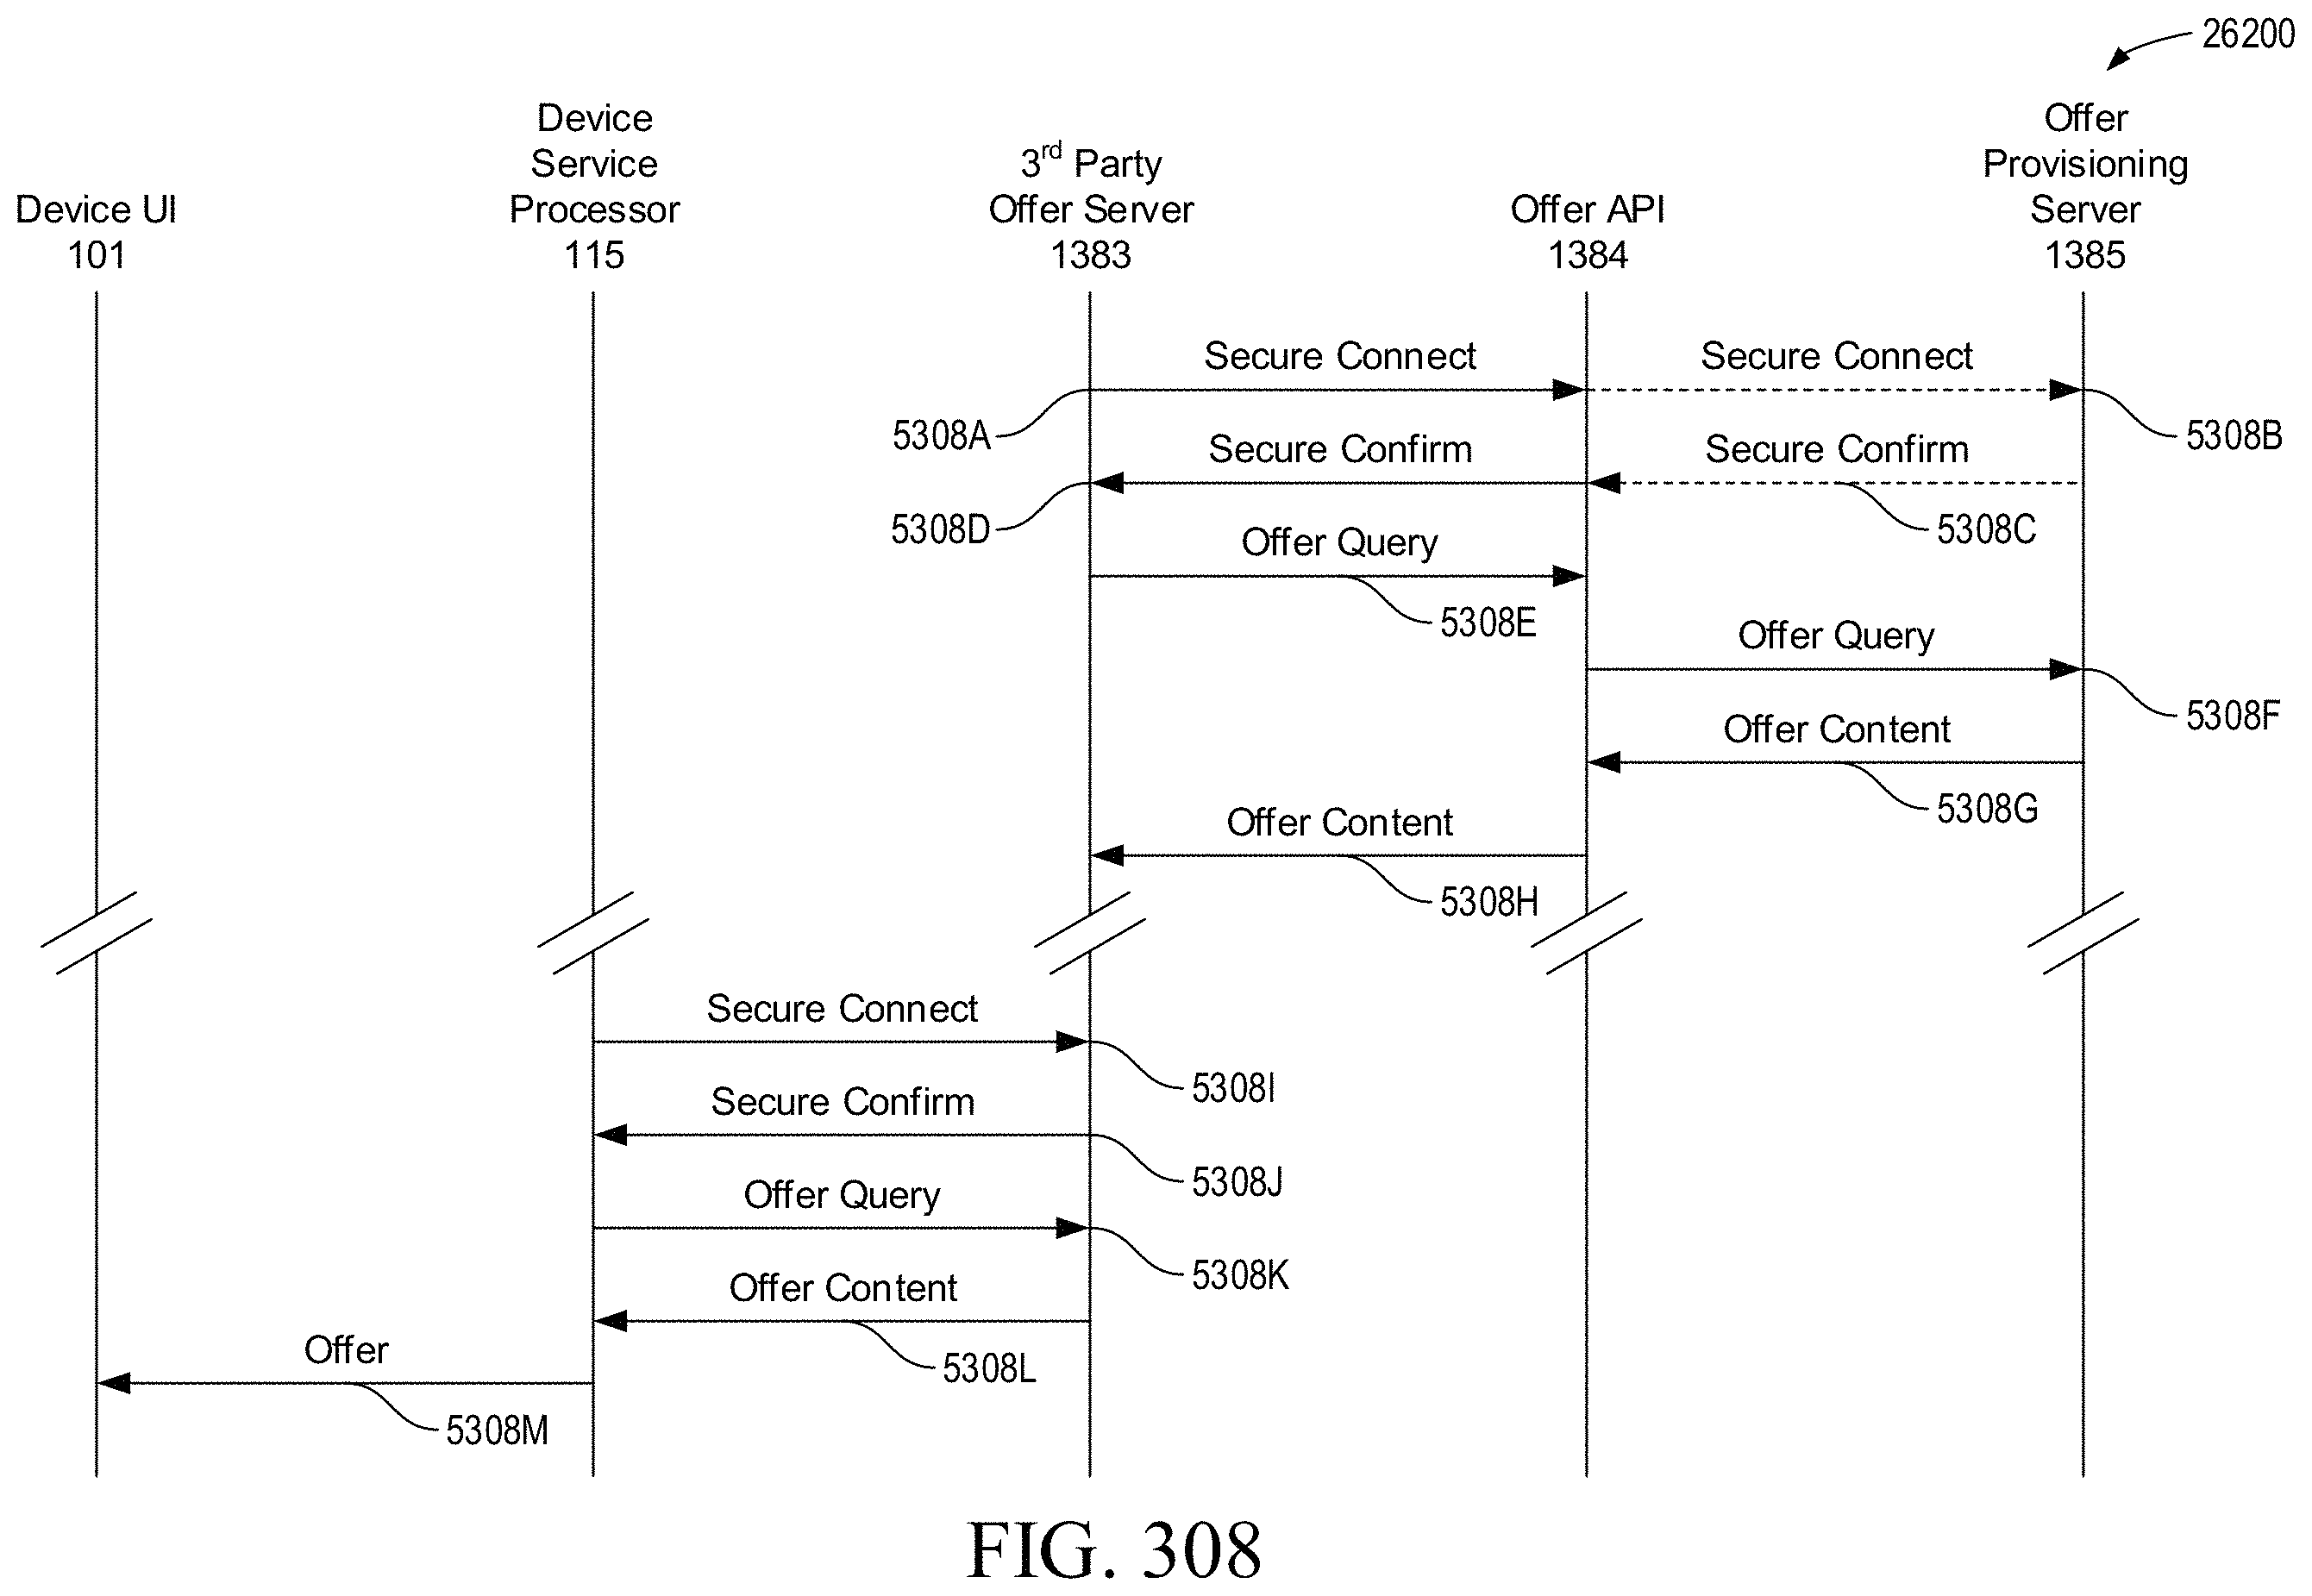 26200
Device UI
101
Device
Service
Processor
115
3rd Party
Offer Server
1383
Offer API
1384
Offer
Provisioning
Server
1385
Secure Connect
Secure Connect
5308A
5308B
Secure Confirm
Secure Confirm
5308D
5308C
Offer Query
5308E
Offer Query
5308F
Offer Content
5308G
Offer Content
5308H
Secure Connect
5308I
Secure Confirm
5308J
Offer Query
5308K
Offer Content
5308L
Offer
5308M
FIG. 308